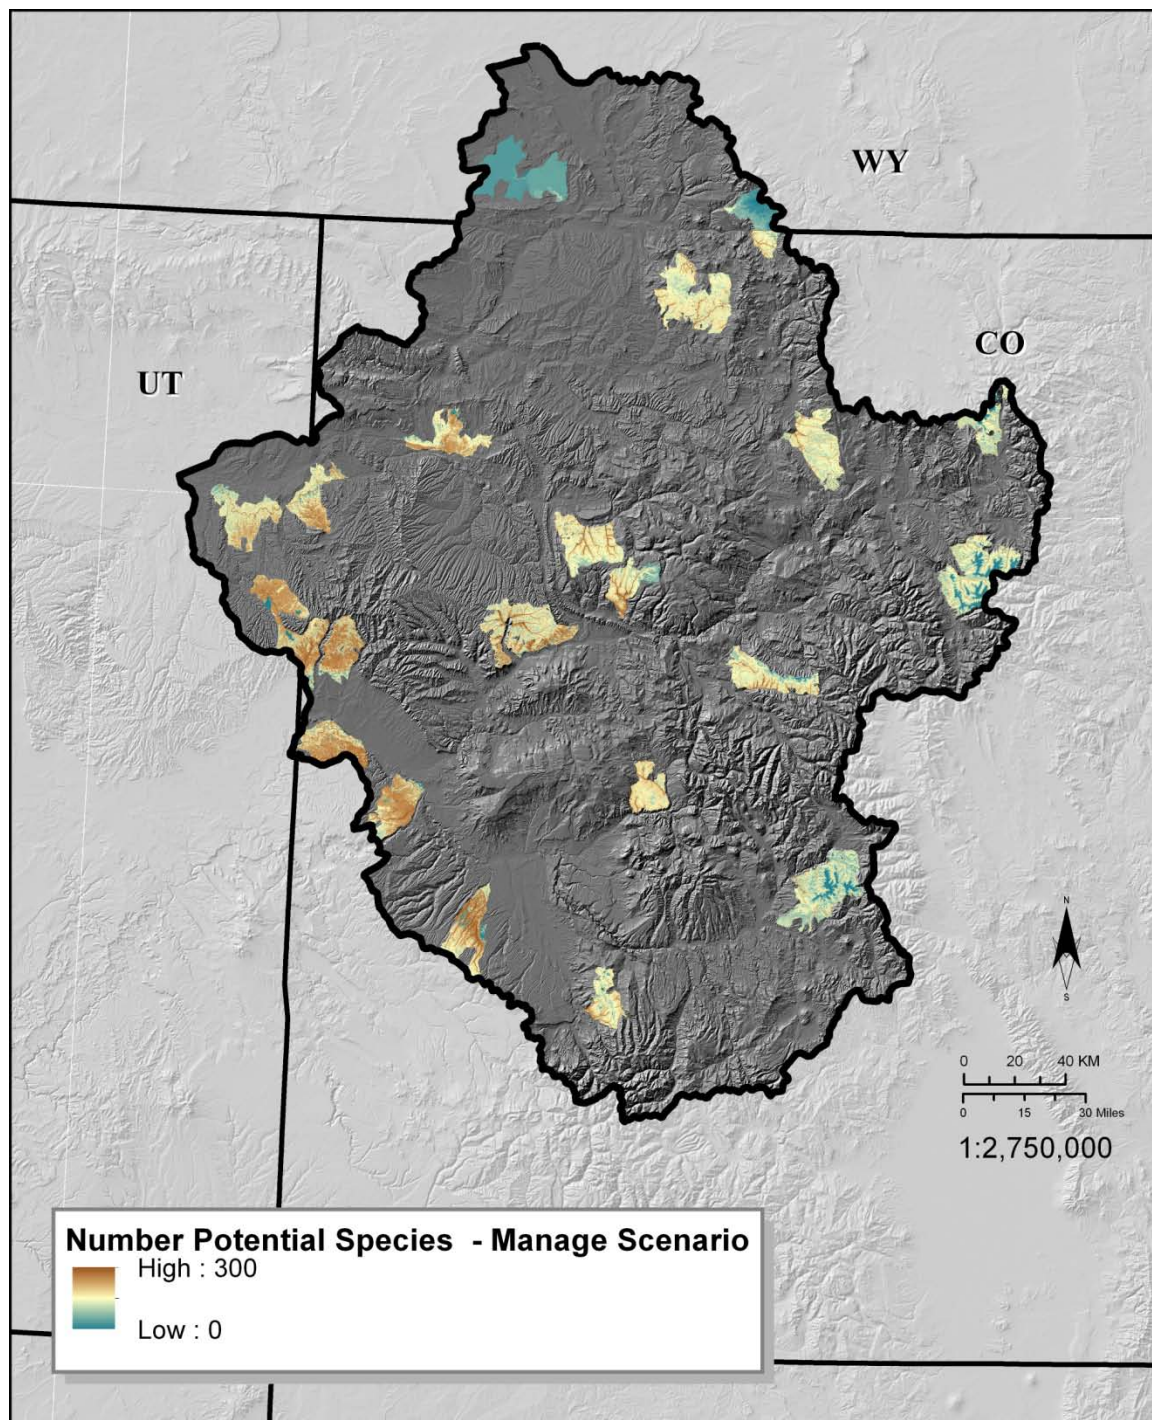 WY
CO
UT
N
S
0 20 40 KM
0 15 30 Miles
1:2,750,000
Number Potential Species - Manage Scenario
High : 300
Low : 0